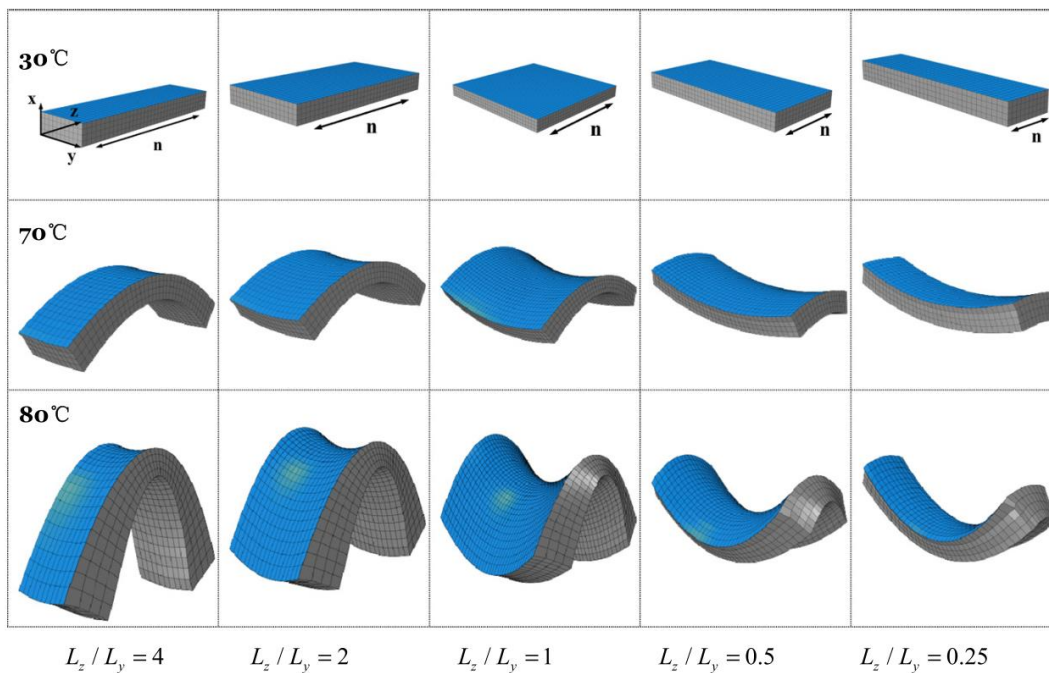 30℃
x
z
y
n
n
n
n
n
70℃
80℃
L_z / L_y = 4
L_z / L_y = 2
L_z / L_y = 1
L_z / L_y = 0.5
L_z / L_y = 0.25